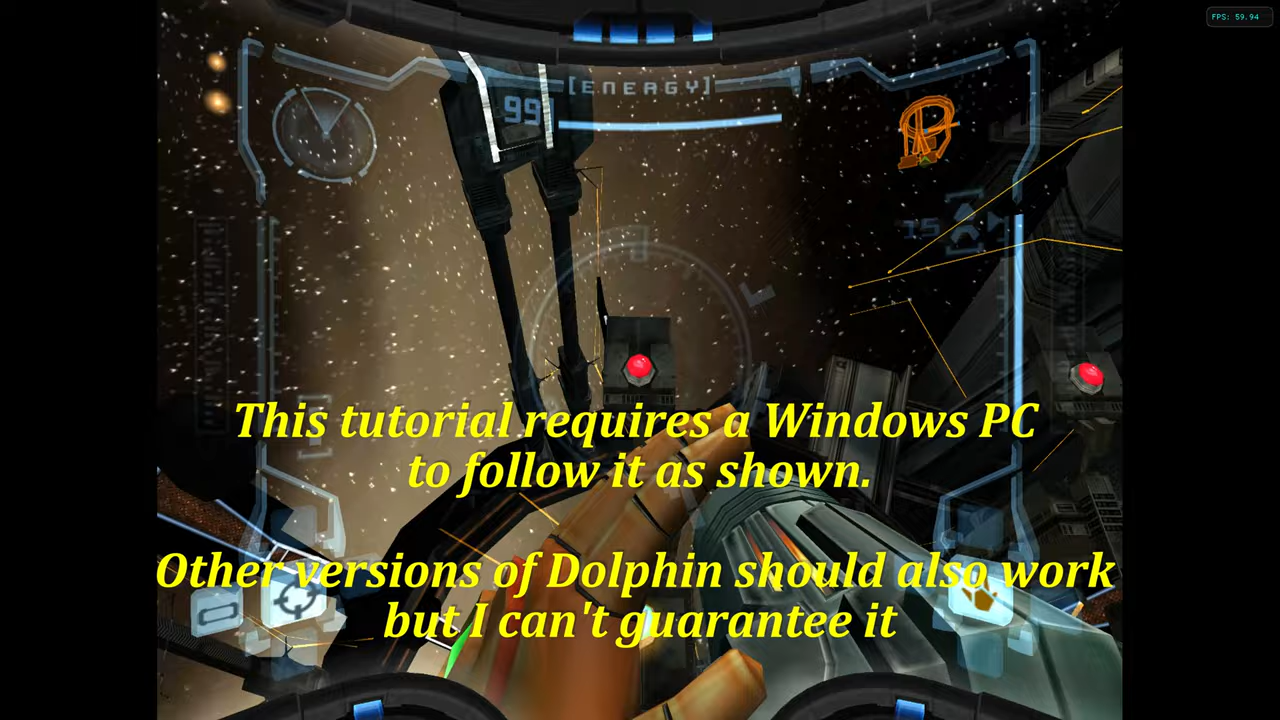 FPS: 59.94
[ENERGY]
99
15
This tutorial requires a Windows PC
to follow it as shown.
Other versions of Dolphin should also work
but I can't guarantee it